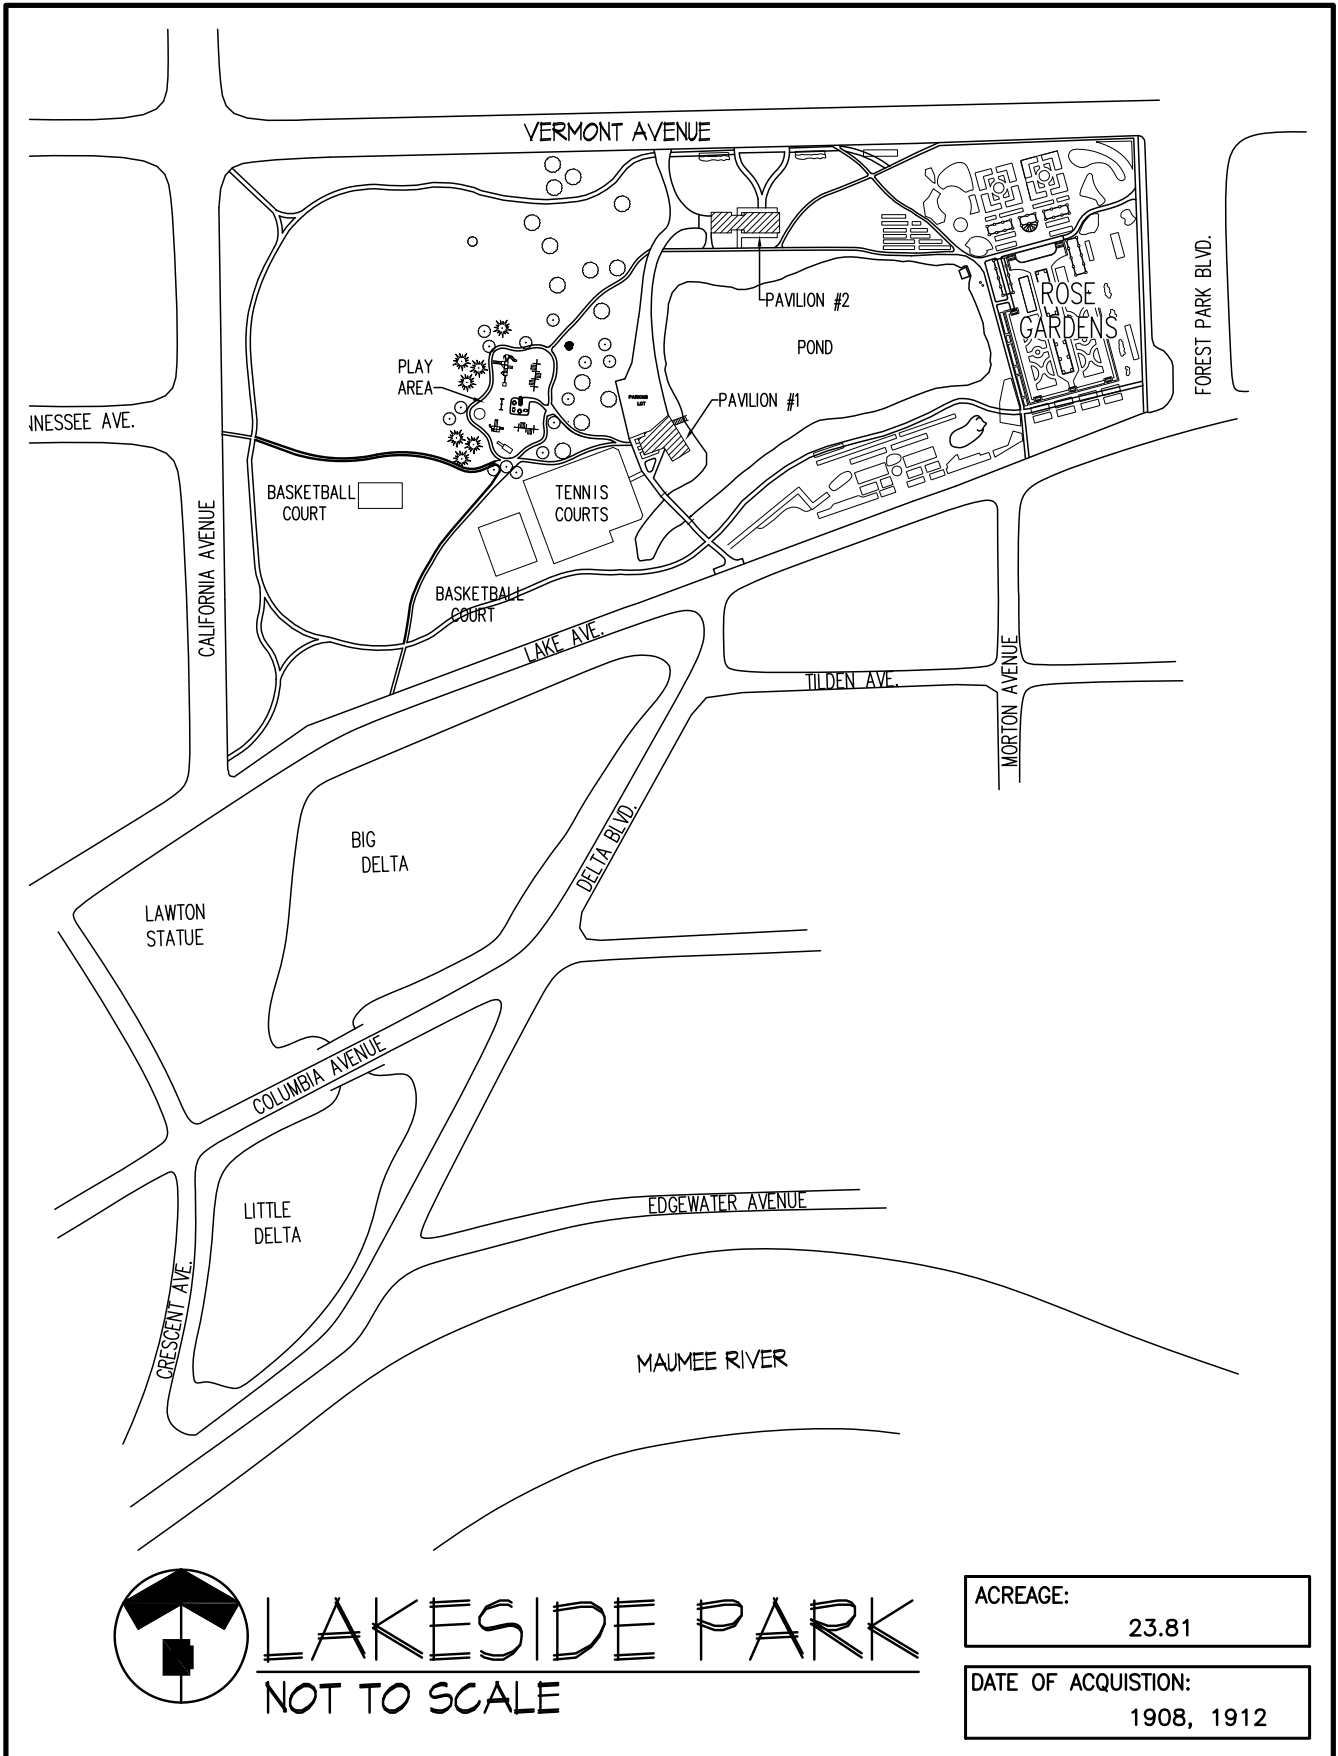 VERMONT AVENUE
FOREST PARK BLVD.
PAVILION #2
ROSE
GARDENS
POND
PLAY
AREA
PARKING
LOT
PAVILION #1
NNESSEE AVE.
BASKETBALL
COURT
TENNIS
COURTS
CALIFORNIA AVENUE
BASKETBALL
COURT
LAKE AVE.
TILDEN AVE.
MORTON AVENUE
BIG
DELTA
DELTA BLVD.
LAWTON
STATUE
COLUMBIA AVENUE
LITTLE
DELTA
EDGEWATER AVENUE
CRESCENT AVE.
MAUMEE RIVER
LAKESIDE PARK
NOT TO SCALE
ACREAGE:
23.81
DATE OF ACQUISTION:
1908, 1912